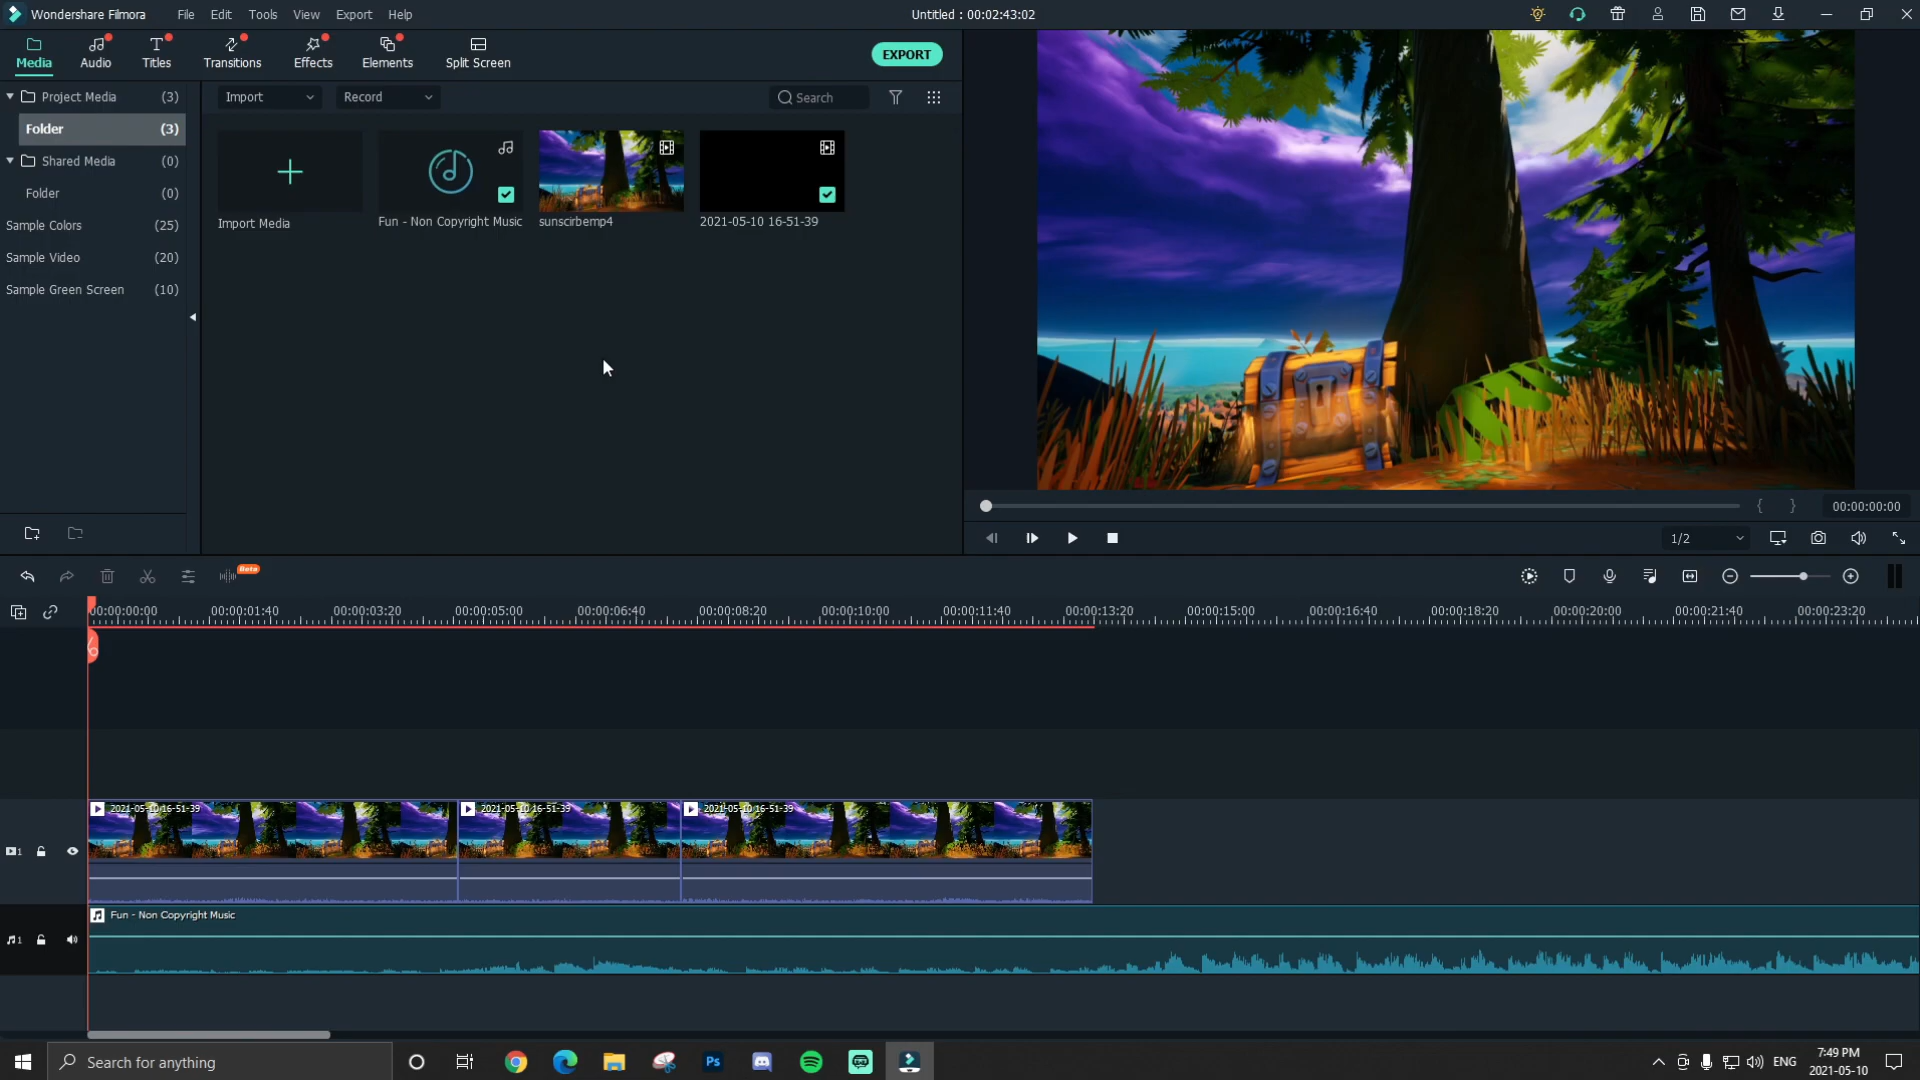 Wondershare Filmora File Edit Tools View Export Help Untitled : 00:02:43:02
Media Audio Titles Transitions Effects Elements Split Screen EXPORT
Project Media (3)
Folder (3)
Shared Media (0)
Folder (0)
Sample Colors (25)
Sample Video (20)
Sample Green Screen (10)
Import Record Search
Import Media
Fun - Non Copyright Music
sunscirbemp4
2021-05-10 16-51-39
{ } 00:00:00:00
1/2
Beta
00:00:00:00 00:00:01:40 00:00:03:20 00:00:05:00 00:00:06:40 00:00:08:20 00:00:10:00 00:00:11:40 00:00:13:20 00:00:15:00 00:00:16:40 00:00:18:20 00:00:20:00 00:00:21:40 00:00:23:20
2021-05-10 16-51-39 2021-05-10 16-51-39 2021-05-10 16-51-39
1
Fun - Non Copyright Music
1
Search for anything
Ps
ENG
7:49 PM
2021-05-10